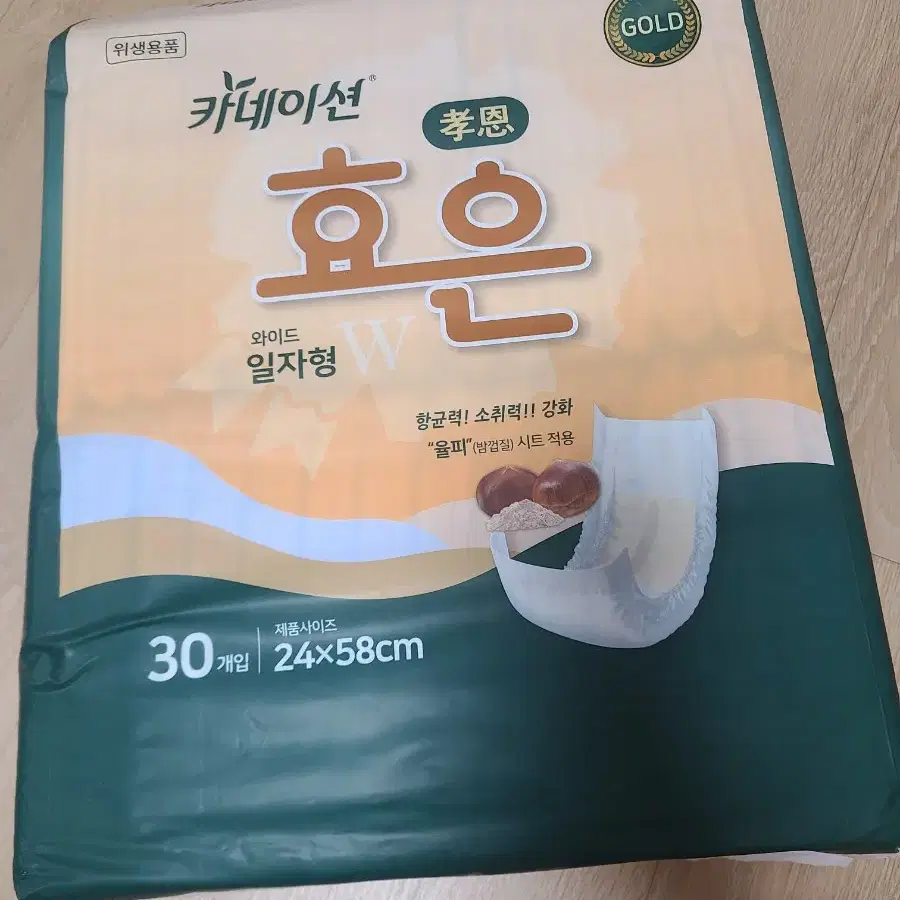 위생용품
GOLD
카네이션®
孝恩
효은
와이드
일자형 W
항균력! 소취력!! 강화
"율피" (밤껍질) 시트 적용
30개입
제품사이즈
24×58cm